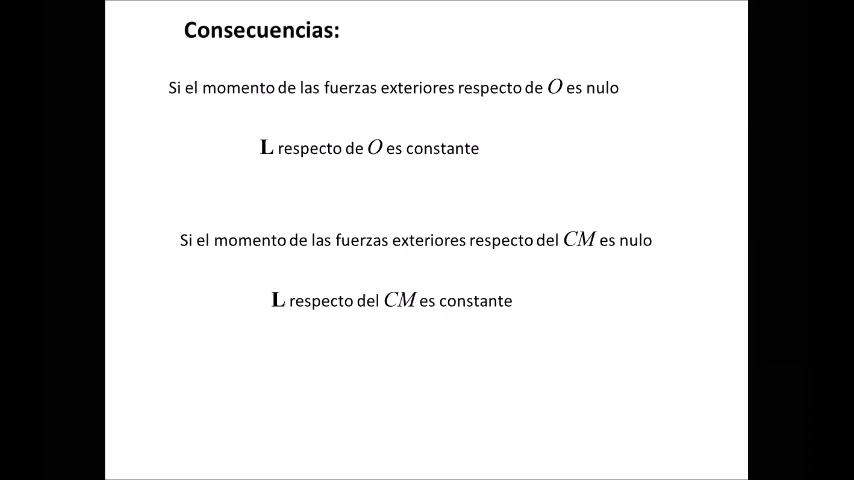 Consecuencias:
Si el momento de las fuerzas exteriores respecto de O es nulo
L respecto de O es constante
Si el momento de las fuerzas exteriores respecto del CM es nulo
L respecto del CM es constante